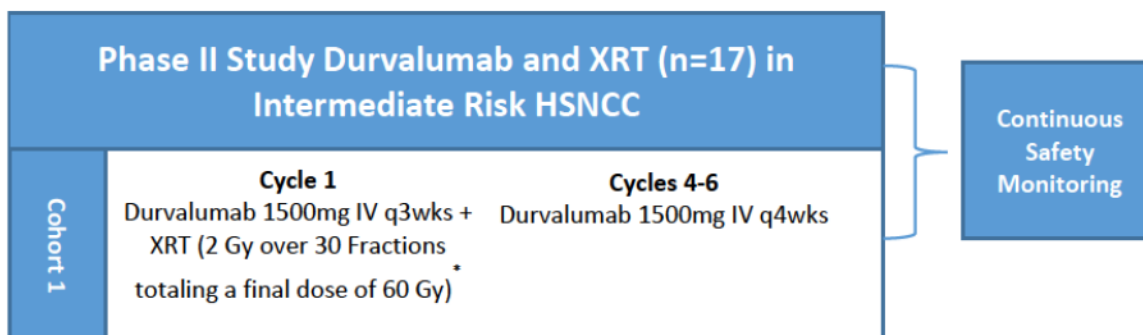 Phase II Study Durvalumab and XRT (n=17) in
Intermediate Risk HSNCC
Continuous
Safety
Monitoring
Cohort 1
Cycle 1
Durvalumab 1500mg IV q3wks +
XRT (2 Gy over 30 Fractions
totaling a final dose of 60 Gy)*
Cycles 4-6
Durvalumab 1500mg IV q4wks